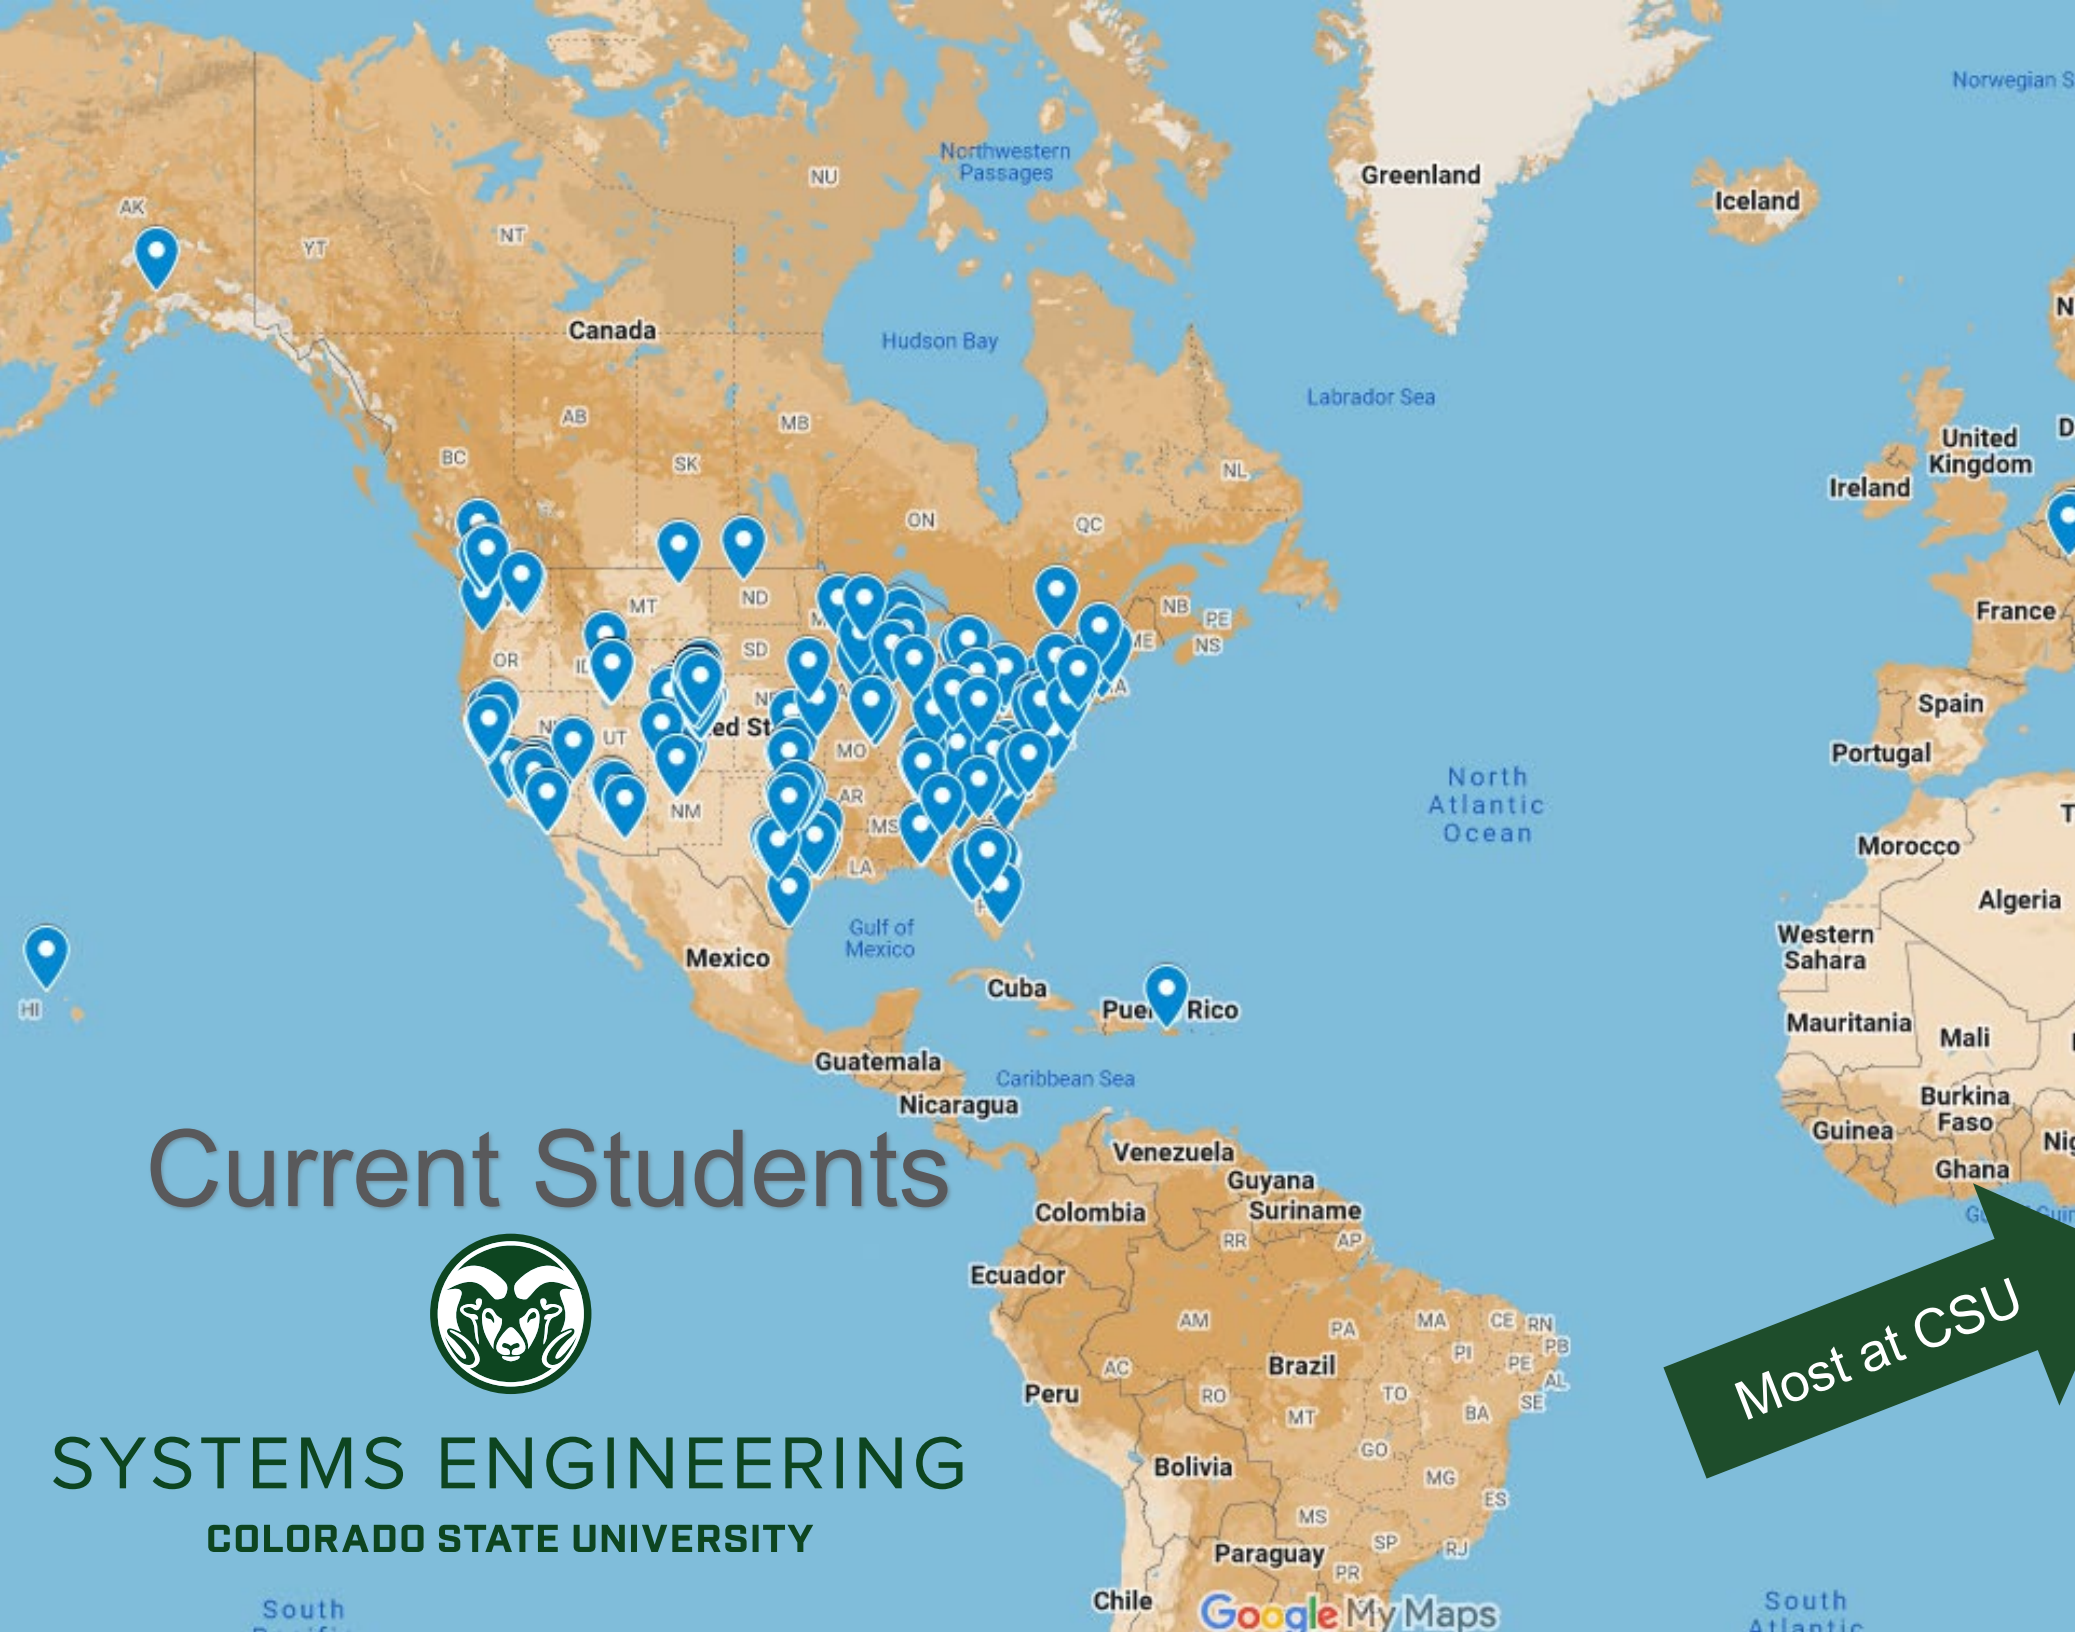 Norwegian S
Northwestern
Passages
NU
Greenland
Iceland
AK
YT
NT
N
Canada
Hudson Bay
Labrador Sea
AB
MB
D
United
Kingdom
BC
SK
NL
Ireland
ON
QC
MT
ND
NB
PE
France
ME
NS
OR
SD
Spain
UT
MO
Portugal
North
Atlantic
Ocean
AR
NM
MS
T
Morocco
LA
Algeria
Gulf of
Mexico
Western
Sahara
Mexico
Cuba
HI
Puer Rico
Mauritania
Mali
Guatemala
Caribbean Sea
Nicaragua
Burkina
Faso
Guinea
Nig
Current Students
Venezuela
Ghana
Guyana
Colombia
Suriname
RR
AP
Ecuador
AM
PA
MA
CE
RN
PB
PI
PE
Most at CSU
AC
Brazil
AL
Peru
RO
TO
SE
MT
BA
GO
SYSTEMS ENGINEERING
Bolivia
MG
ES
COLORADO STATE UNIVERSITY
MS
SP
RJ
Paraguay
PR
Chile
Google My Maps
South
South
Atlantic